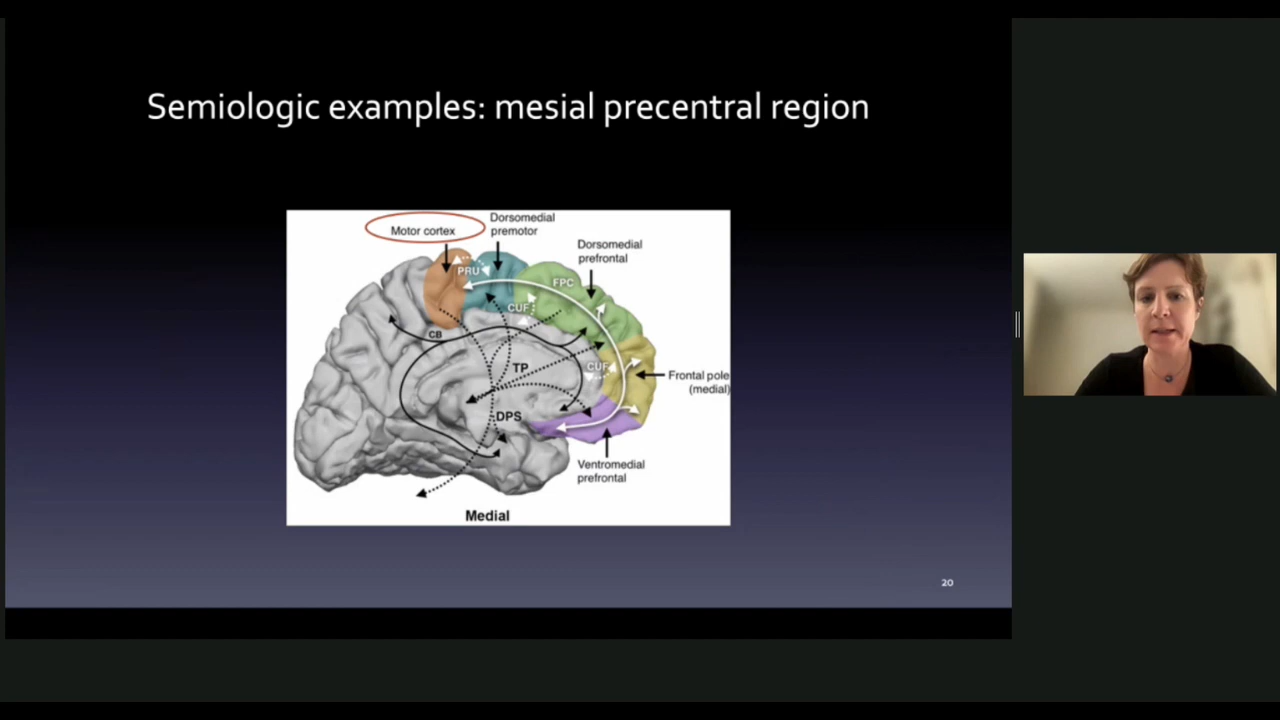 Semiologic examples: mesial precentral region
Motor cortex
Dorsomedial
premotor
Dorsomedial
prefrontal
PRU
FPC
CUF
CB
TP
CUF
Frontal pole
(medial)
DPS
Ventromedial
prefrontal
Medial
20